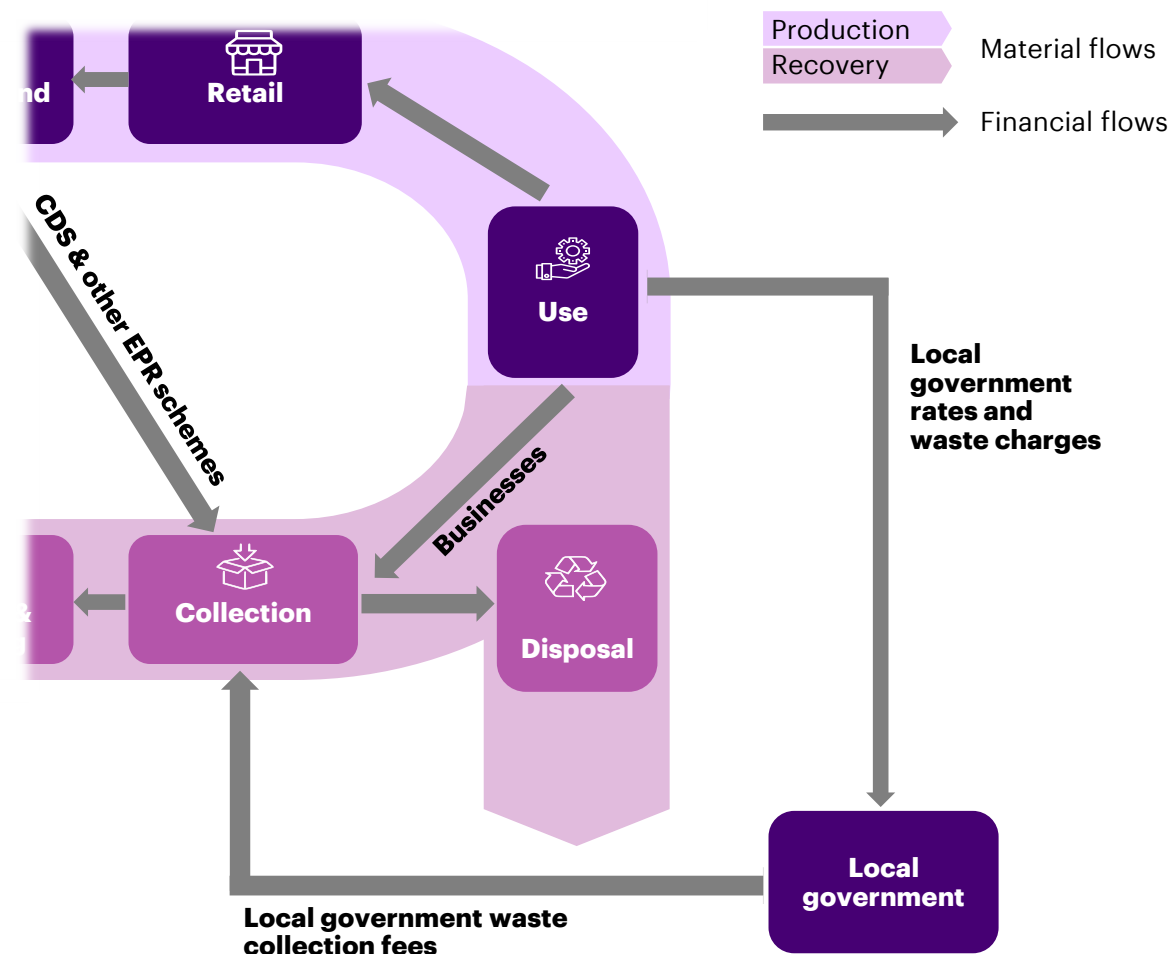 Production
Recovery
Material flows
Financial flows
Retail
CDS & other EPR schemes
Use
Local
government
rates and
waste charges
Businesses
&
Collection
Disposal
Local
government
Local government waste
collection fees